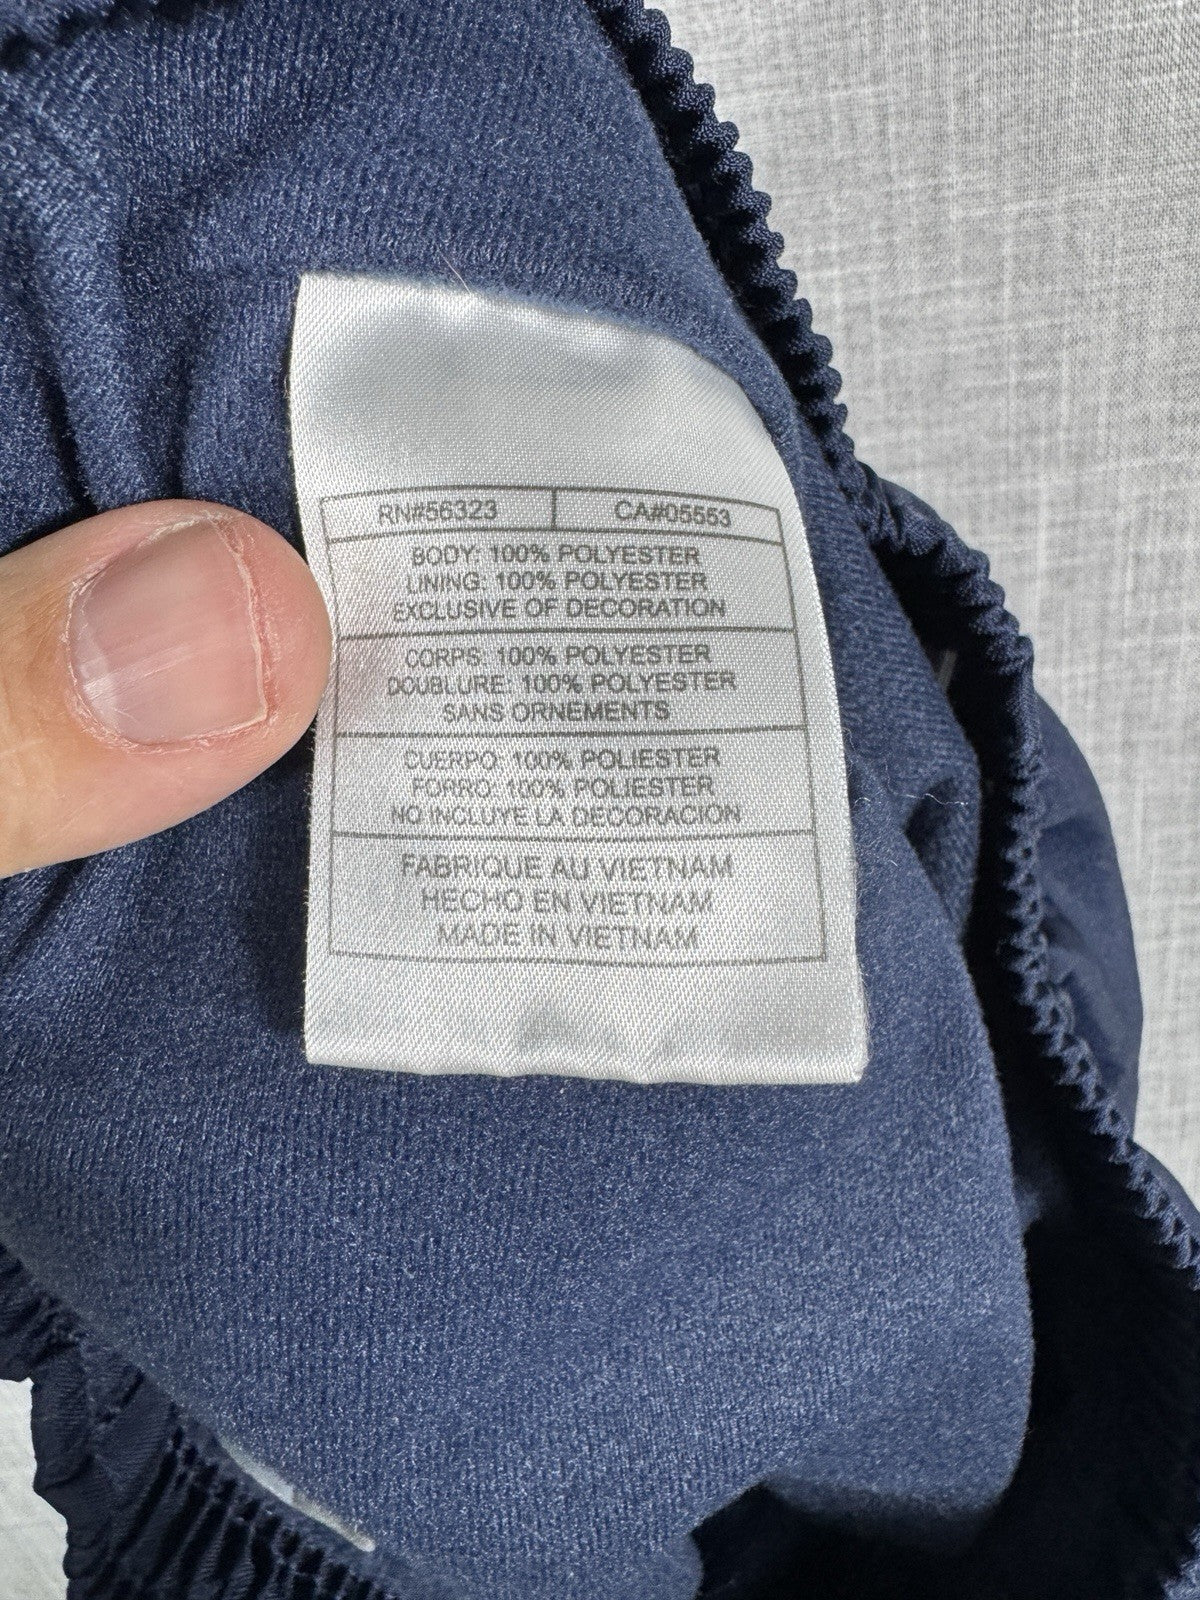 RN#56323 CA#05553
BODY: 100% POLYESTER
LINING: 100% POLYESTER
EXCLUSIVE OF DECORATION
CORPS: 100% POLYESTER
DOUBLURE: 100% POLYESTER
SANS ORNEMENTS
CUERPO: 100% POLIESTER
FORRO: 100% POLIESTER
NO INCLUYE LA DECORACION
FABRIQUE AU VIETNAM
HECHO EN VIETNAM
MADE IN VIETNAM